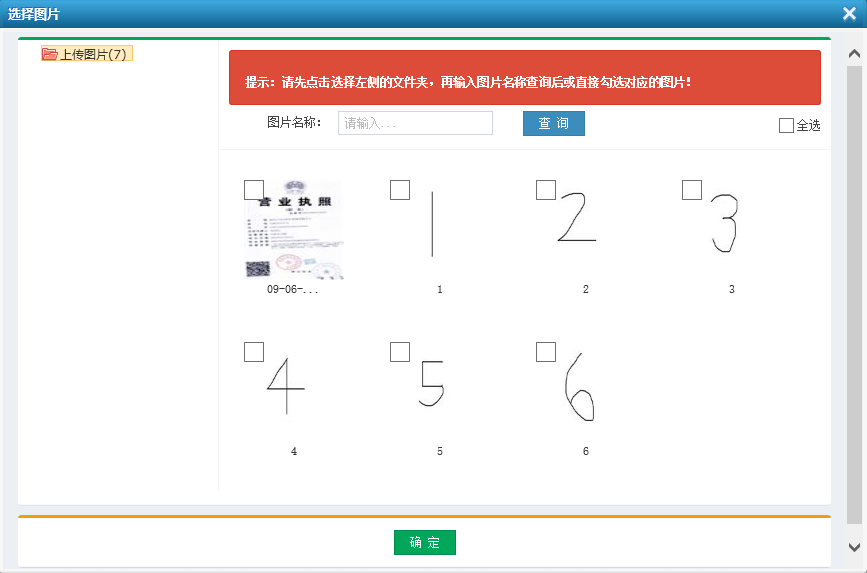 选择图片
上传图片(7)
提示：请先点击选择左侧的文件夹，再输入图片名称查询后或直接勾选对应的图片！
图片名称：
请输入...
查 询
全选
营业执照
1
2
3
09-06-...
1
2
3
4
5
6
4
5
6
确 定